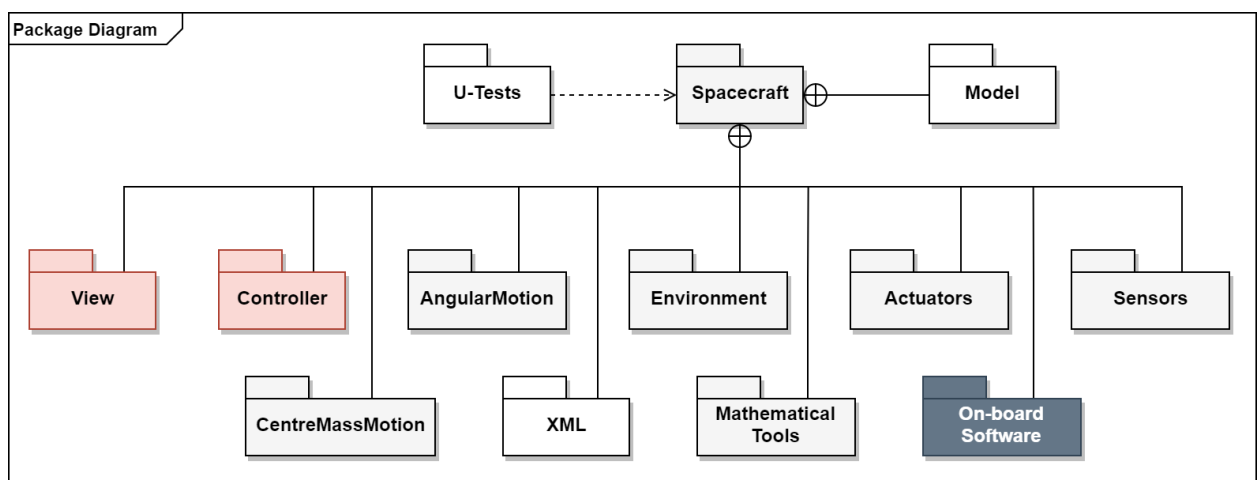 Package Diagram
U-Tests
Spacecraft
Model
View
Controller
AngularMotion
Environment
Actuators
Sensors
CentreMassMotion
XML
Mathematical
Tools
On-board
Software